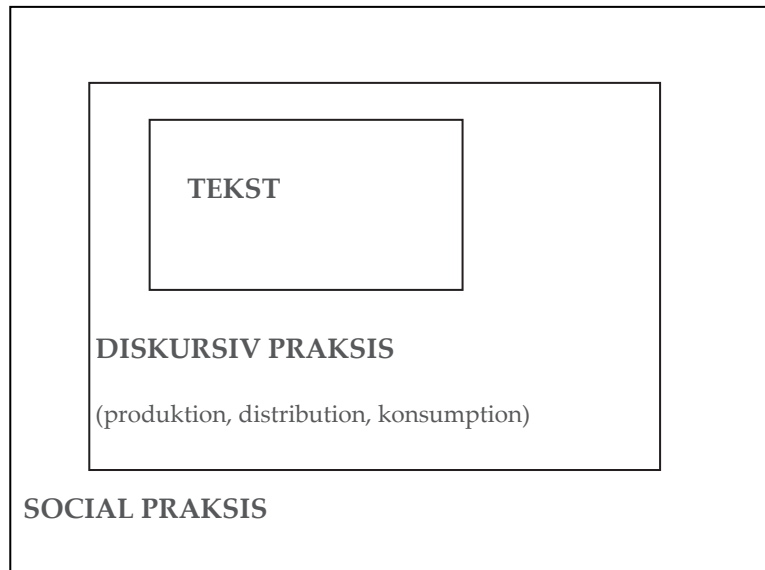 TEKST
DISKURSIV PRAKSIS
(produktion, distribution, konsumption)
SOCIAL PRAKSIS